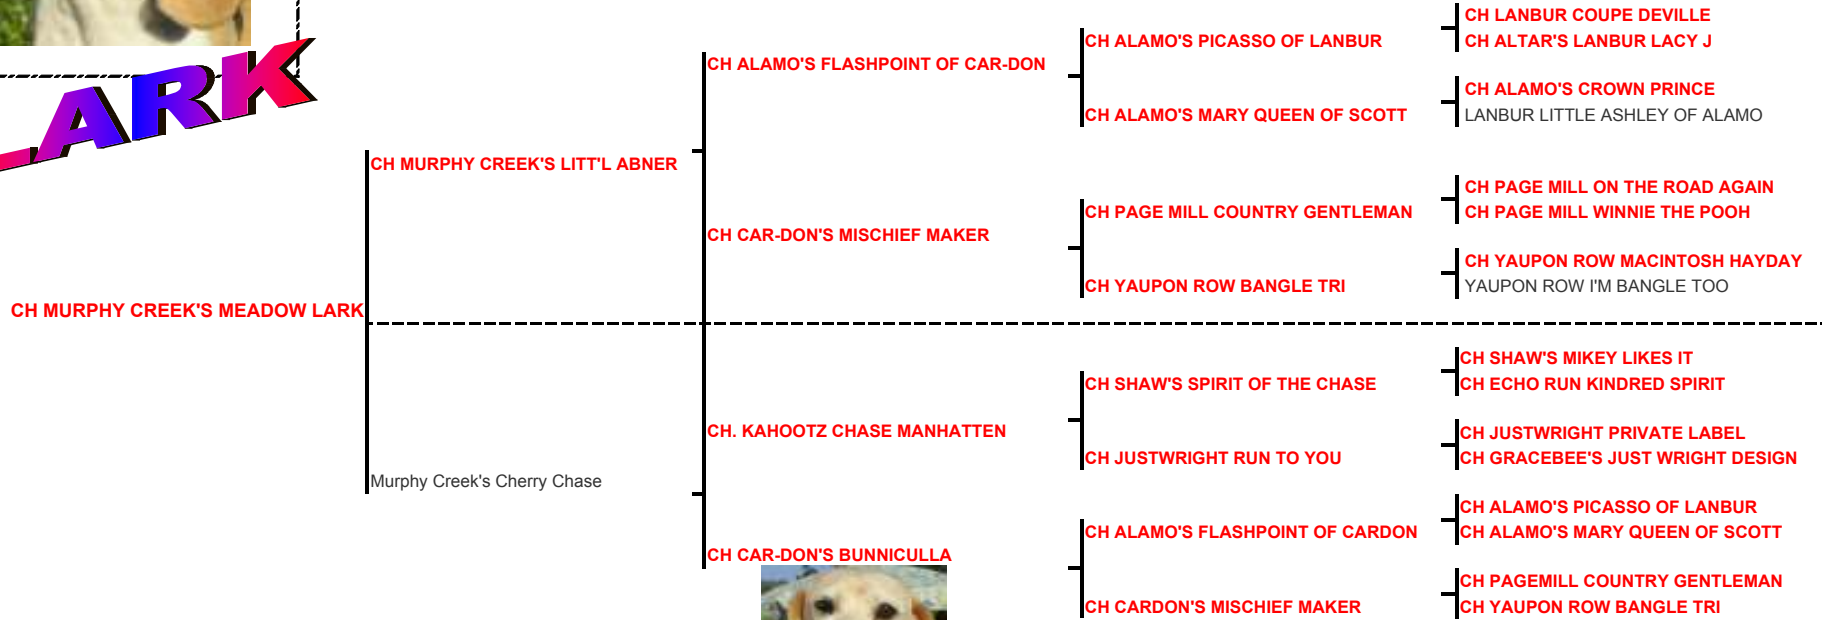 LARK
CH MURPHY CREEK'S MEADOW LARK
CH MURPHY CREEK'S LITT'L ABNER
Murphy Creek's Cherry Chase
CH ALAMO'S FLASHPOINT OF CAR-DON
CH CAR-DON'S MISCHIEF MAKER
CH. KAHOOTZ CHASE MANHATTEN
CH CAR-DON'S BUNNICULLA
CH ALAMO'S PICASSO OF LANBUR
CH ALAMO'S MARY QUEEN OF SCOTT
CH PAGE MILL COUNTRY GENTLEMAN
CH YAUPON ROW BANGLE TRI
CH SHAW'S SPIRIT OF THE CHASE
CH JUSTWRIGHT RUN TO YOU
CH ALAMO'S FLASHPOINT OF CARDON
CH CARDON'S MISCHIEF MAKER
CH LANBUR COUPE DEVILLE
CH ALTAR'S LANBUR LACY J
CH ALAMO'S CROWN PRINCE
LANBUR LITTLE ASHLEY OF ALAMO
CH PAGE MILL ON THE ROAD AGAIN
CH PAGE MILL WINNIE THE POOH
CH YAUPON ROW MACINTOSH HAYDAY
YAUPON ROW I'M BANGLE TOO
CH SHAW'S MIKEY LIKES IT
CH ECHO RUN KINDRED SPIRIT
CH JUSTWRIGHT PRIVATE LABEL
CH GRACEBEE'S JUST WRIGHT DESIGN
CH ALAMO'S PICASSO OF LANBUR
CH ALAMO'S MARY QUEEN OF SCOTT
CH PAGEMILL COUNTRY GENTLEMAN
CH YAUPON ROW BANGLE TRI